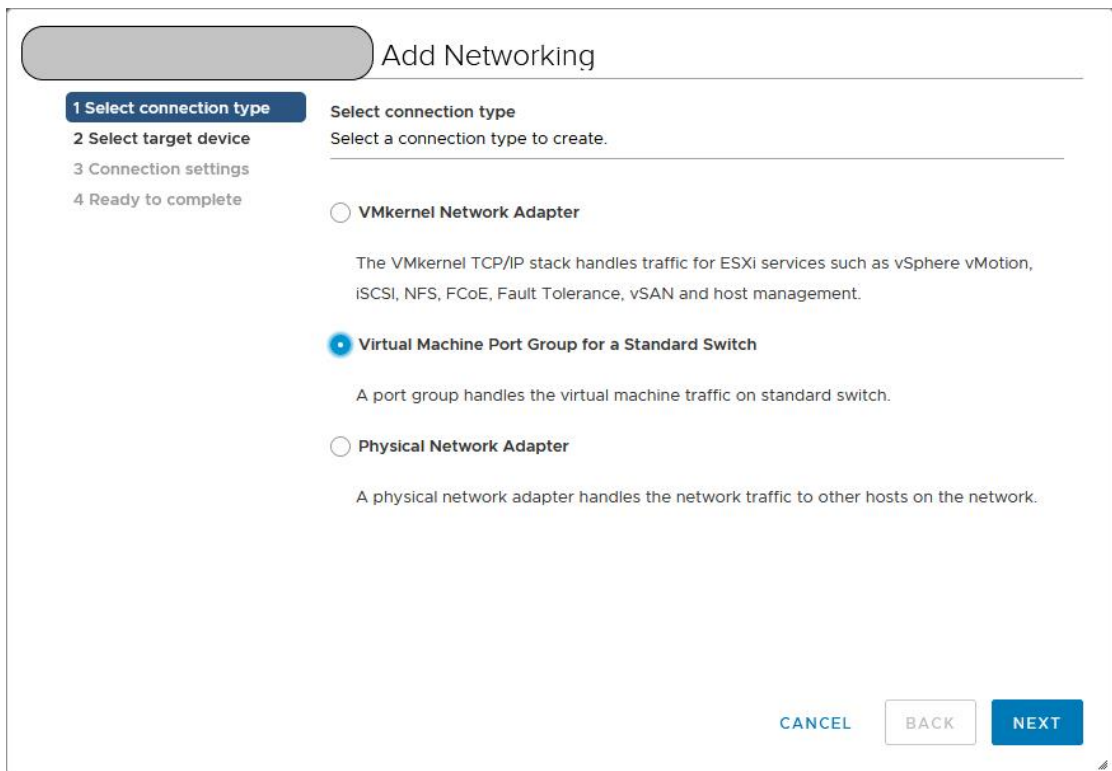 Add Networking
1 Select connection type
2 Select target device
3 Connection settings
4 Ready to complete
Select connection type
Select a connection type to create.
VMkernel Network Adapter
The VMkernel TCP/IP stack handles traffic for ESXi services such as vSphere vMotion,
iSCSI, NFS, FCoE, Fault Tolerance, vSAN and host management.
Virtual Machine Port Group for a Standard Switch
A port group handles the virtual machine traffic on standard switch.
Physical Network Adapter
A physical network adapter handles the network traffic to other hosts on the network.
CANCEL
BACK
NEXT